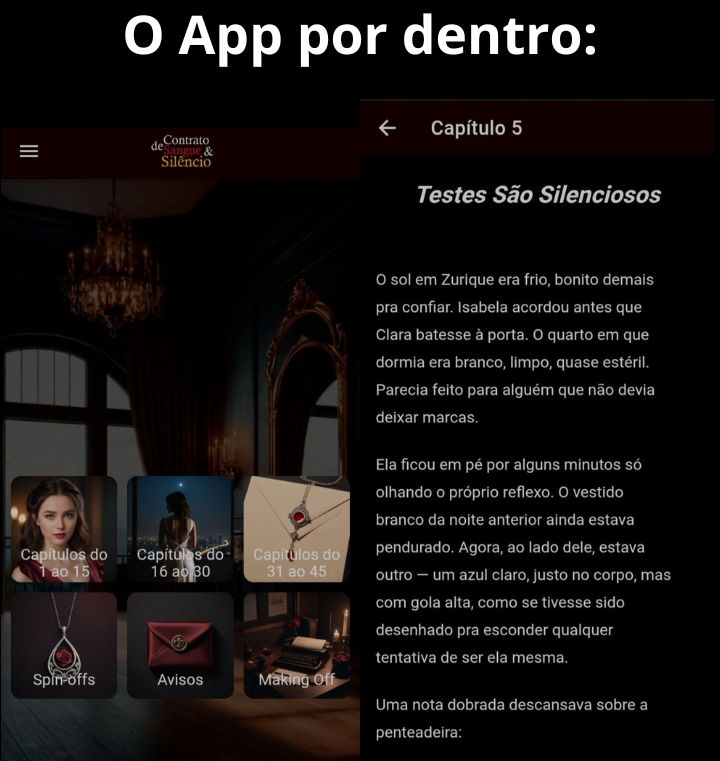 O App por dentro:
de Contrato
Sangue &
Silêncio
Capítulos do
1 ao 15
Capítulos do
16 ao 30
Capítulos do
31 ao 45
Spin-offs
Avisos
Making Off
Capítulo 5
Testes São Silenciosos
O sol em Zurique era frio, bonito demais
pra confiar. Isabela acordou antes que
Clara batesse à porta. O quarto em que
dormia era branco, limpo, quase estéril.
Parecia feito para alguém que não devia
deixar marcas.
Ela ficou em pé por alguns minutos só
olhando o próprio reflexo. O vestido
branco da noite anterior ainda estava
pendurado. Agora, ao lado dele, estava
outro — um azul claro, justo no corpo, mas
com gola alta, como se tivesse sido
desenhado pra esconder qualquer
tentativa de ser ela mesma.
Uma nota dobrada descansava sobre a
penteadeira: